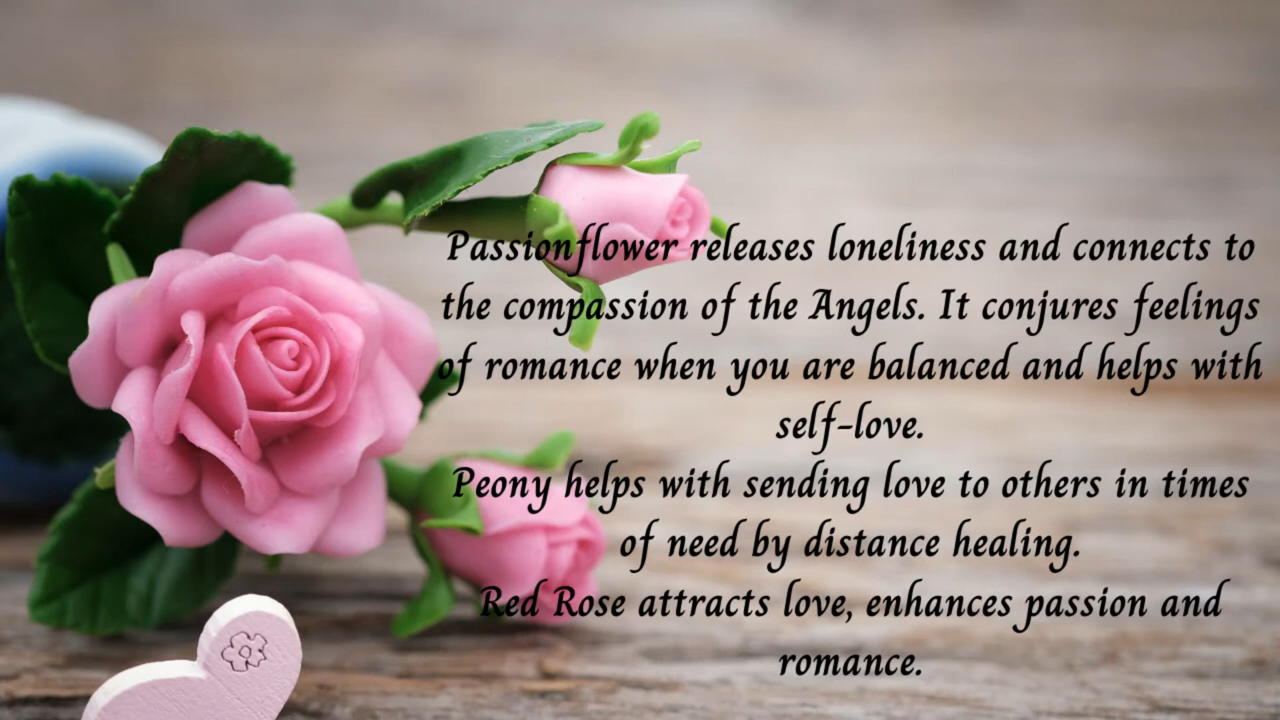 Passionflower releases loneliness and connects to
the compassion of the Angels. It conjures feelings
of romance when you are balanced and helps with
self-love.
Peony helps with sending love to others in times
of need by distance healing.
Red Rose attracts love, enhances passion and
romance.